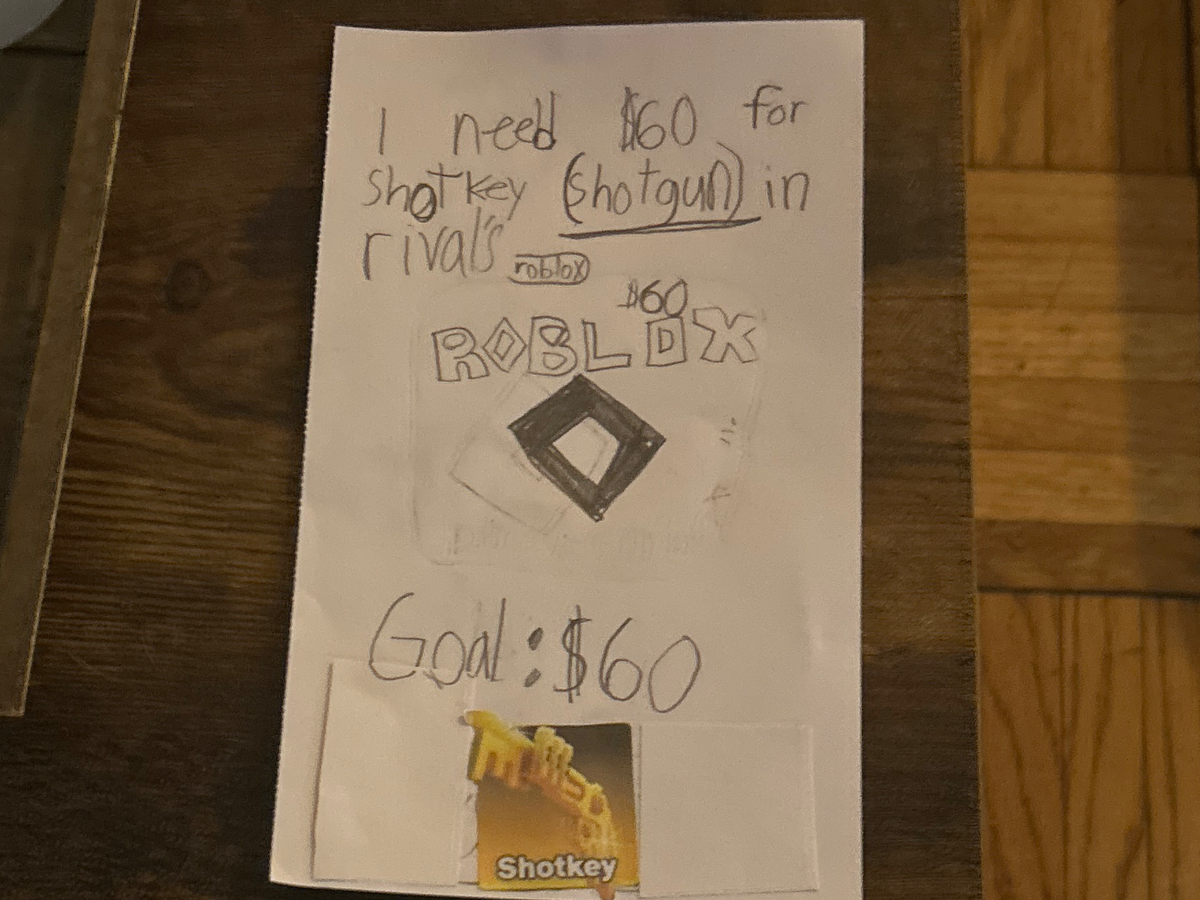 I need $60 for
shotkey (shotgun) in
rival's roblox
$60
ROBLOX
Goal: $60
Shotkey